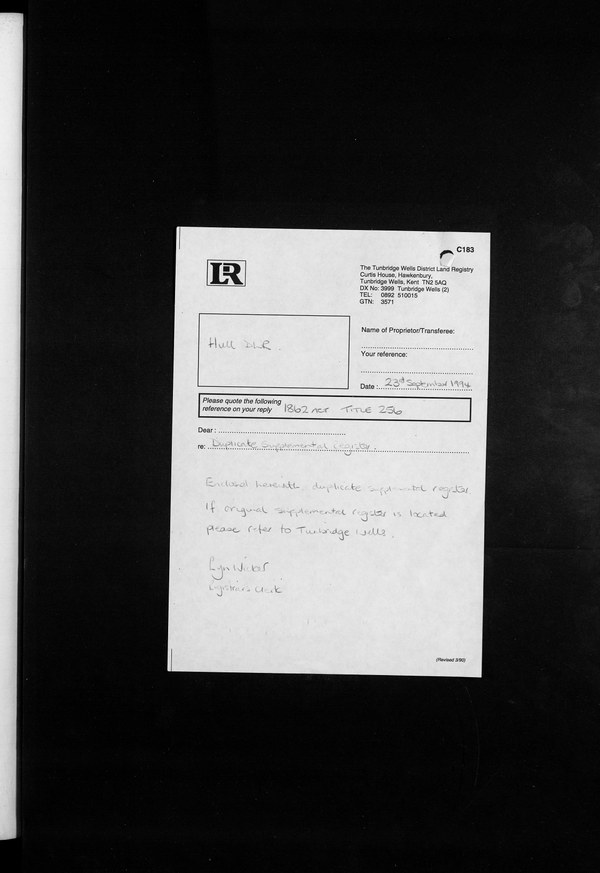 C183
LR
The Tunbridge Wells District Land Registry
Curtis House, Hawkenbury,
Tunbridge Wells, Kent TN2 5AQ
DX No: 3999 Tunbridge Wells (2)
TEL: 0892 510015
GTN: 3571
Hull DLR
Name of Proprietor/Transferee:
Your reference:
Date: 23rd September 1994
Please quote the following
reference on your reply 1862 Act TITLE 256
Dear:
re: Duplicate Supplemental register.
Enclosed herewith duplicate supplemental register.
If original supplemental register is located
please refer to Tunbridge Wells.
Lyn
Clerk
(Revised 3/90)